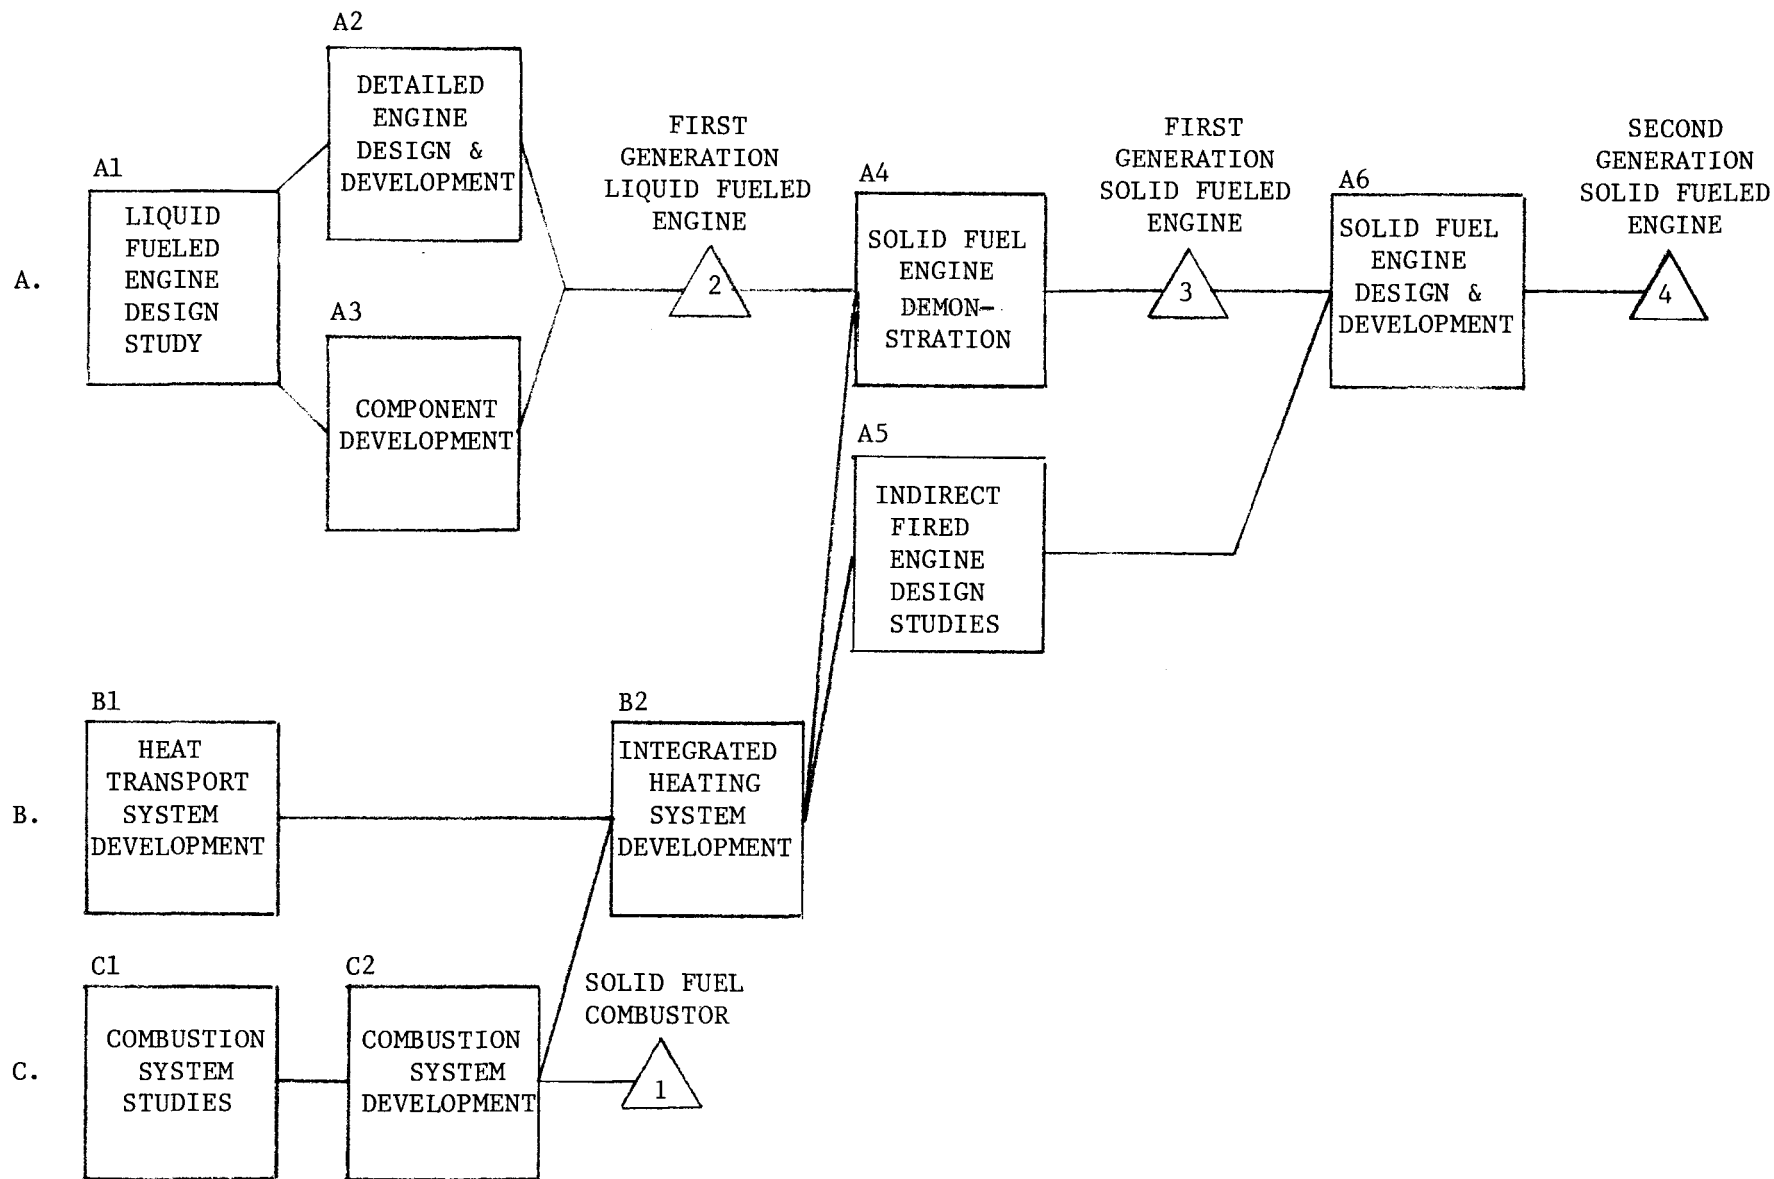 A.
A1
LIQUID
FUELED
ENGINE
DESIGN
STUDY
A2
DETAILED
ENGINE
DESIGN &
DEVELOPMENT
A3
COMPONENT
DEVELOPMENT
FIRST
GENERATION
LIQUID FUELED
ENGINE
2
A4
SOLID FUEL
ENGINE
DEMON-
STRATION
A5
INDIRECT
FIRED
ENGINE
DESIGN
STUDIES
FIRST
GENERATION
SOLID FUELED
ENGINE
3
A6
SOLID FUEL
ENGINE
DESIGN &
DEVELOPMENT
SECOND
GENERATION
SOLID FUELED
ENGINE
4
B.
B1
HEAT
TRANSPORT
SYSTEM
DEVELOPMENT
B2
INTEGRATED
HEATING
SYSTEM
DEVELOPMENT
C.
C1
COMBUSTION
SYSTEM
STUDIES
C2
COMBUSTION
SYSTEM
DEVELOPMENT
SOLID FUEL
COMBUSTOR
1